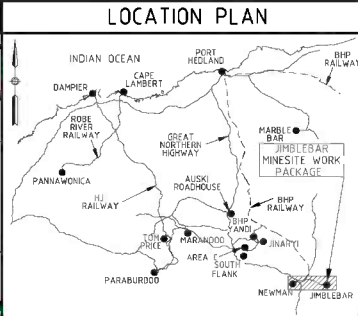 LOCATION PLAN
INDIAN OCEAN
PORT
HEDLAND
BHP
RAILWAY
DAMPIER
CAPE
LAMBERT
ROBE
RIVER
RAILWAY
GREAT
NORTHERN
HIGHWAY
MARBLE
BAR
JIMBLEBAR
MINESITE WORK
PACKAGE
PANNAWONICA
HJ
RAILWAY
AUSKI
ROADHOUSE
BHP
RAILWAY
BHP
YANDI
TOM
PRICE
MARANDOO
JINAYI
AREA C
SOUTH
FLANK
PARABURDOO
NEWMAN
JIMBLEBAR